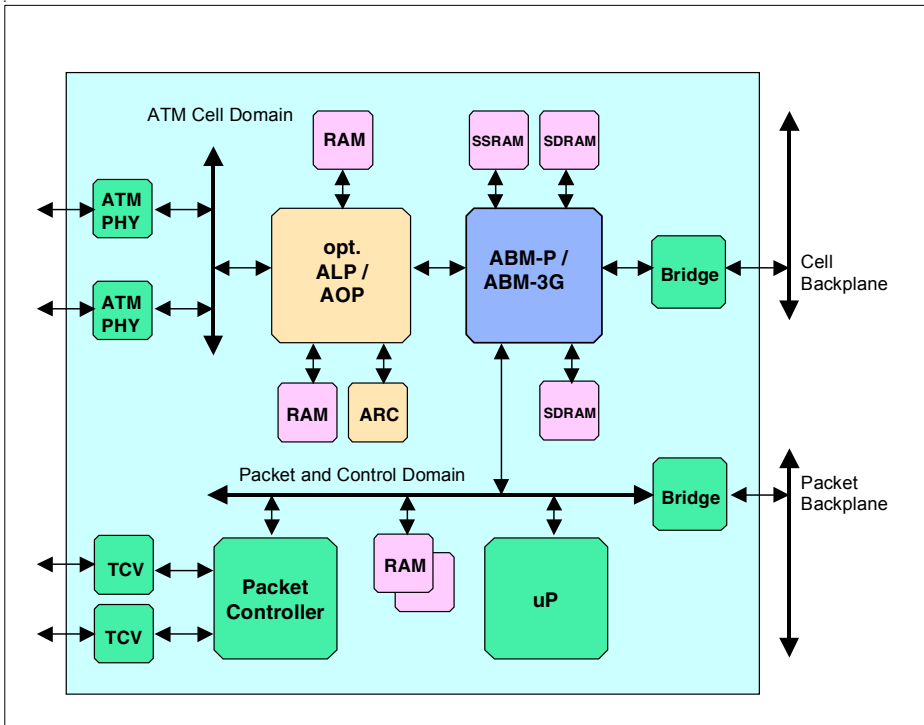 ATM Cell Domain
RAM
SSRAM
SDRAM
ATM
PHY
opt.
ALP /
AOP
ABM-P /
ABM-3G
Bridge
Cell
Backplane
ATM
PHY
RAM
ARC
SDRAM
Packet and Control Domain
Bridge
Packet
Backplane
TCV
Packet
Controller
RAM
uP
TCV